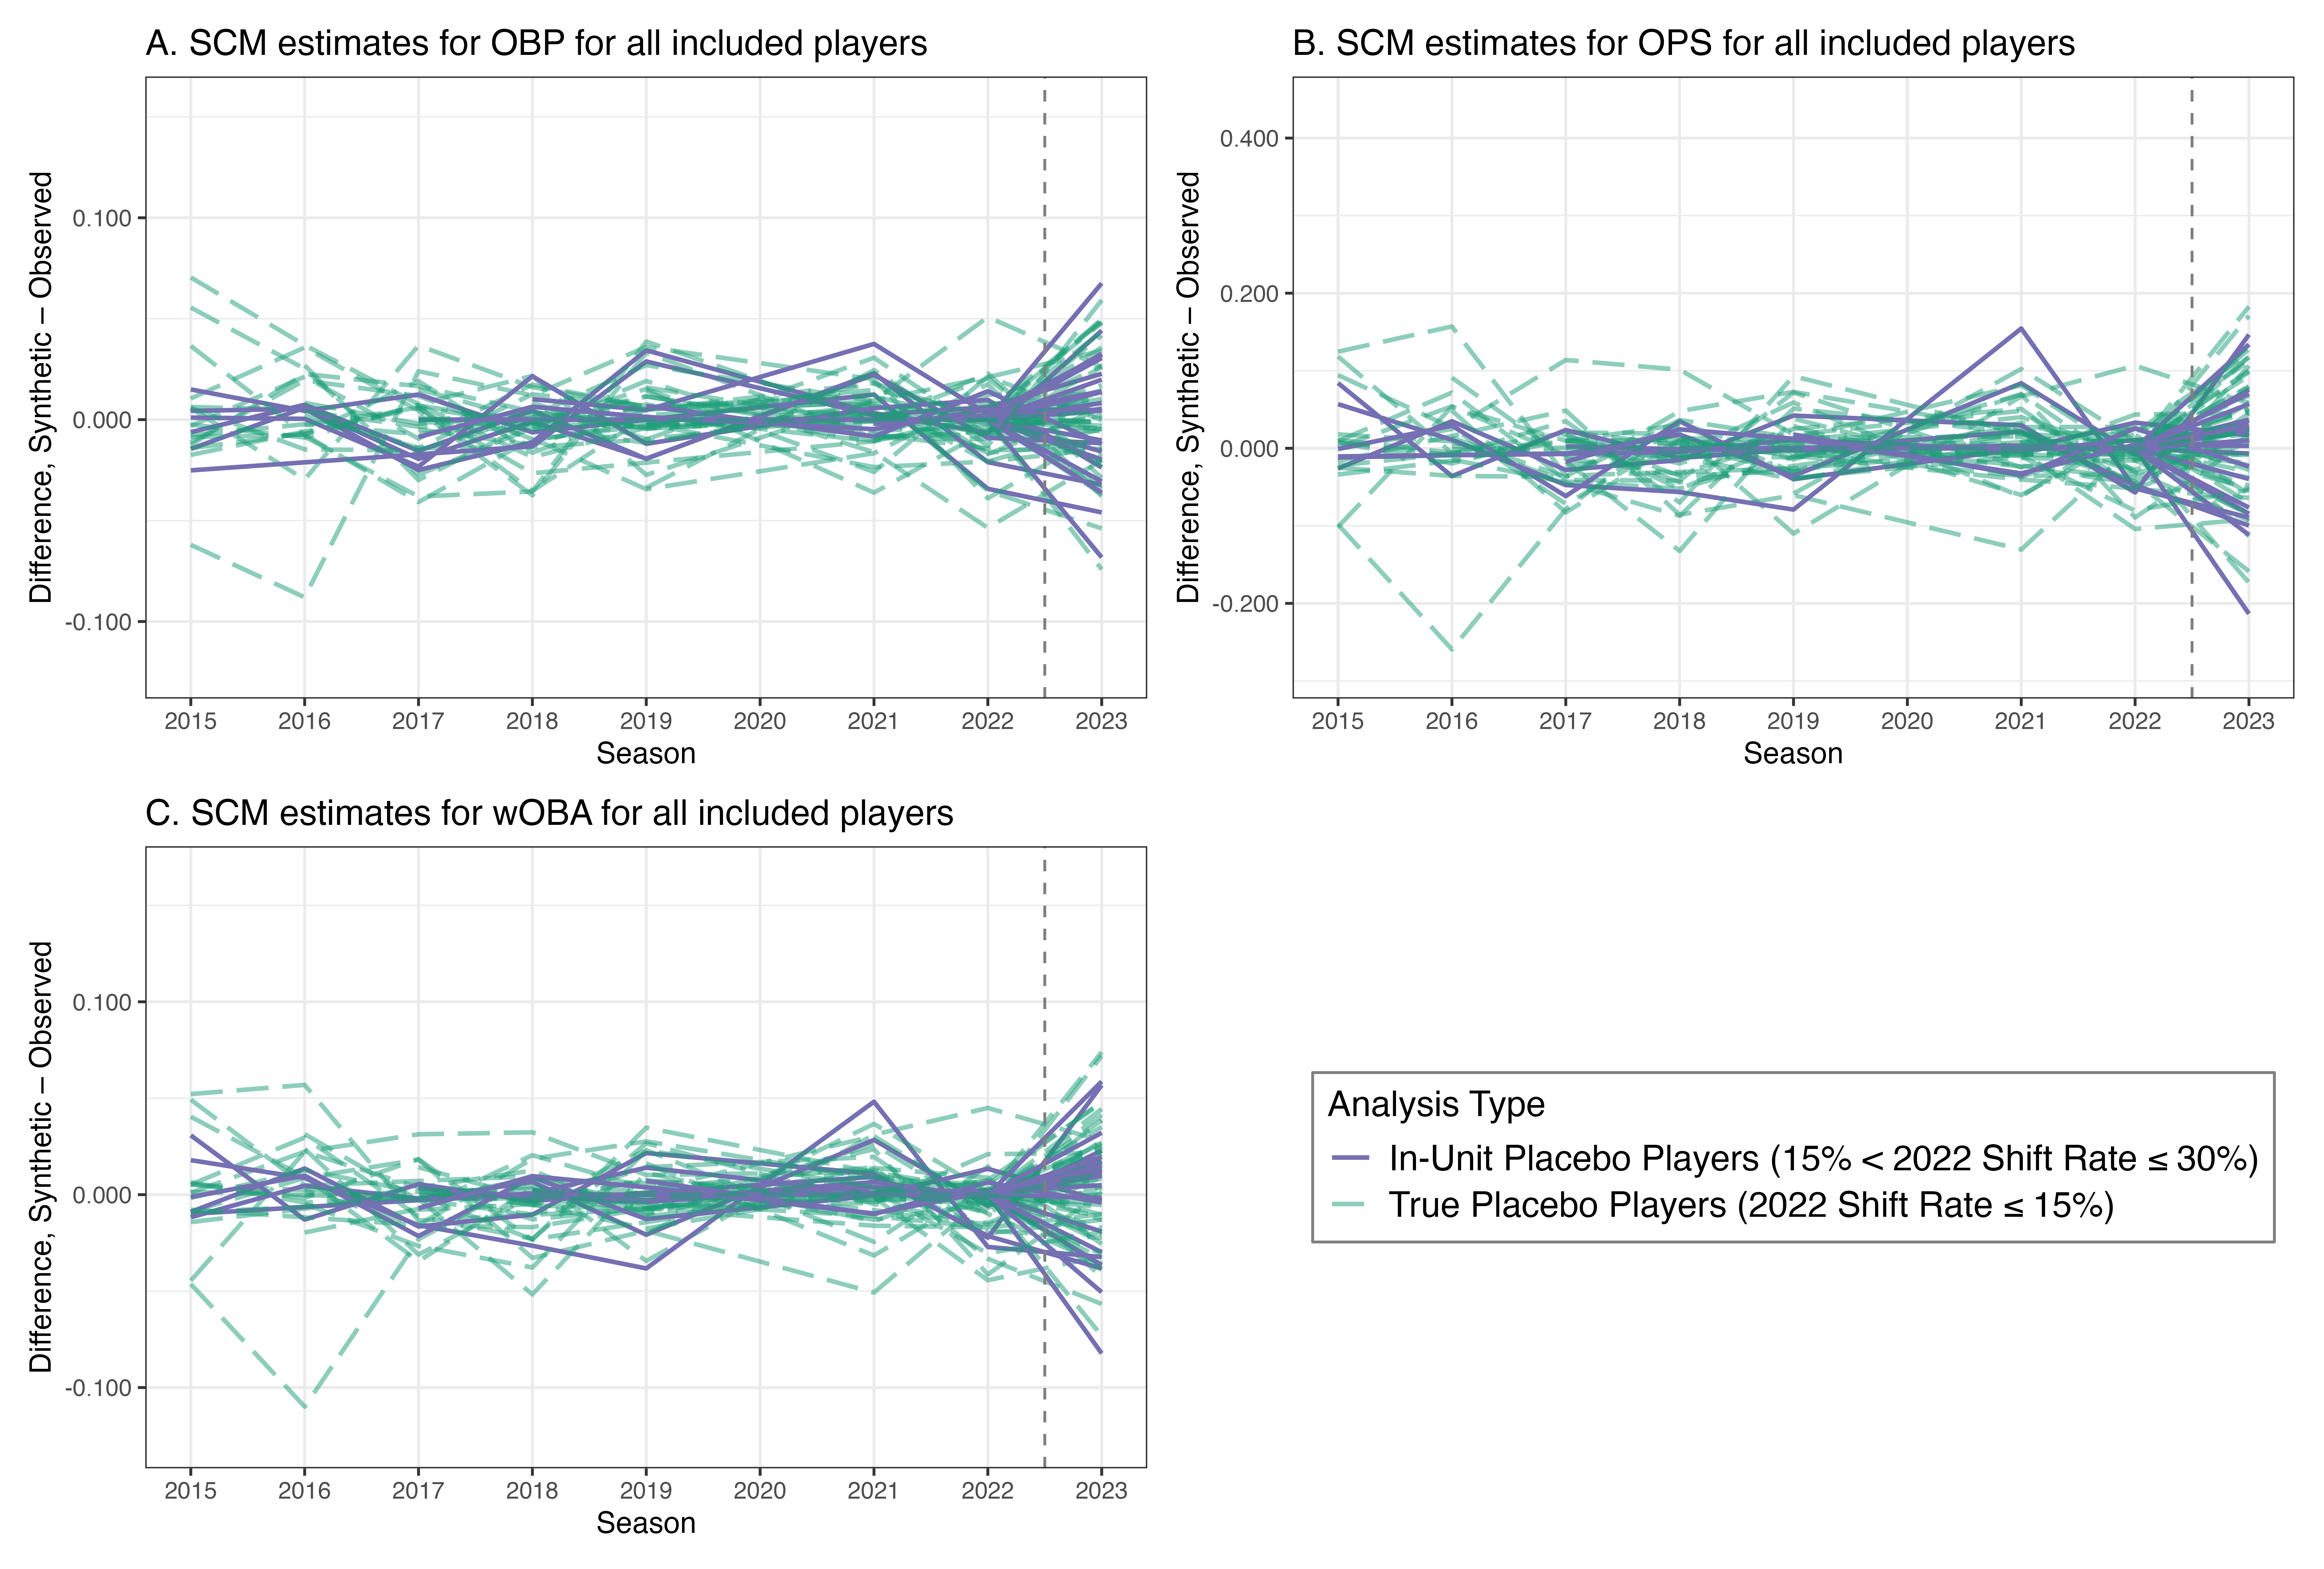 A. SCM estimates for OBP for all included players
Difference, Synthetic – Observed
0.100
0.000
-0.100
2015 2016 2017 2018 2019 2020 2021 2022 2023
Season
B. SCM estimates for OPS for all included players
Difference, Synthetic – Observed
0.400
0.200
0.000
-0.200
2015 2016 2017 2018 2019 2020 2021 2022 2023
Season
C. SCM estimates for wOBA for all included players
Difference, Synthetic – Observed
0.100
0.000
-0.100
2015 2016 2017 2018 2019 2020 2021 2022 2023
Season
Analysis Type
In-Unit Placebo Players (15% < 2022 Shift Rate ≤ 30%)
True Placebo Players (2022 Shift Rate ≤ 15%)